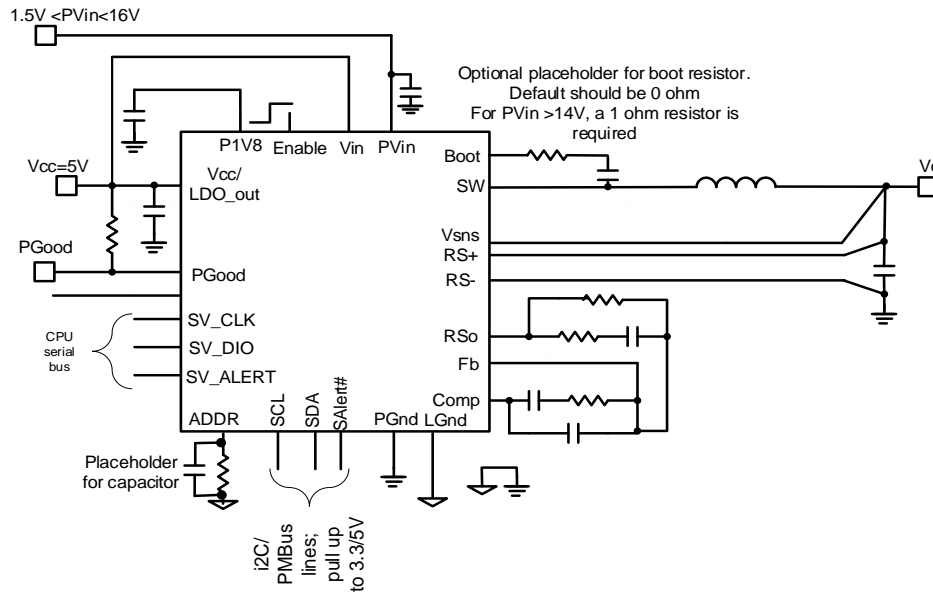 1.5V <PVin<16V
Optional placeholder for boot resistor.
Default should be 0 ohm
For PVin >14V, a 1 ohm resistor is
required
P1V8
Enable
Vin
PVin
Boot
Vcc=5V
Vcc/
LDO_out
SW
Vsns
PGood
RS+
PGood
RS-
SV_CLK
CPU
serial
bus
SV_DIO
SV_ALERT
RSo
Fb
Comp
ADDR
SCL
SDA
SAlert#
PGnd
LGnd
Placeholder
for capacitor
i2C/
PMBus
lines;
pull up
to 3.3/5V